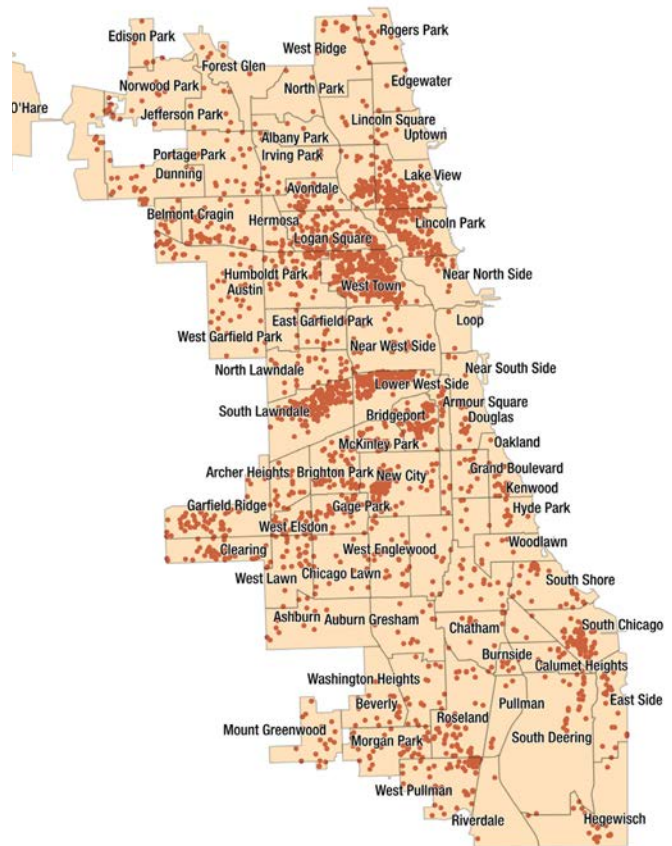 Edison Park
West Ridge
Rogers Park
Forest Glen
Norwood Park
North Park
Edgewater
O'Hare
Jefferson Park
Lincoln Square
Uptown
Albany Park
Portage Park
Irving Park
Dunning
Lake View
Avondale
Belmont Cragin
Hermosa
Lincoln Park
Logan Square
Near North Side
Humboldt Park
Austin
West Town
East Garfield Park
Loop
West Garfield Park
Near West Side
North Lawndale
Near South Side
Lower West Side
South Lawndale
Armour Square
Bridgeport
Douglas
McKinley Park
Oakland
Archer Heights
Brighton Park
New City
Grand Boulevard
Kenwood
Garfield Ridge
Gage Park
Hyde Park
West Elsdon
Clearing
West Englewood
Woodlawn
West Lawn
Chicago Lawn
South Shore
Ashburn
Auburn Gresham
Chatham
South Chicago
Burnside
Calumet Heights
Washington Heights
Beverly
Pullman
East Side
Roseland
Mount Greenwood
Morgan Park
South Deering
West Pullman
Riverdale
Hegewisch